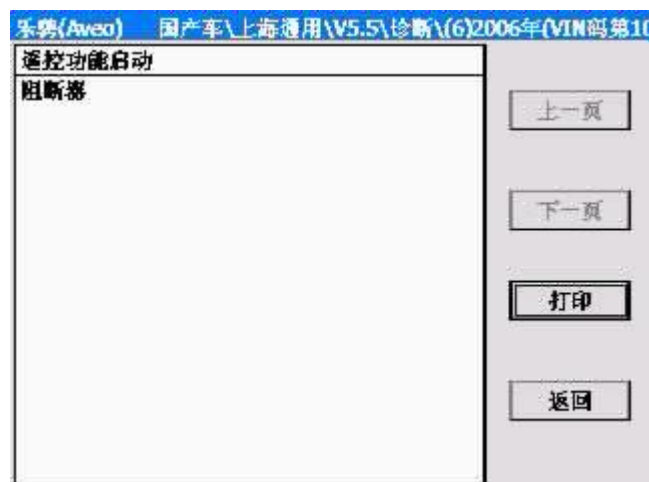 乐骋(Aveo) 国产车\上海通用\V5.5\诊断\(6)2006年(VIN码第10
遥控功能启动
阻断器
上一页
下一页
打印
返回